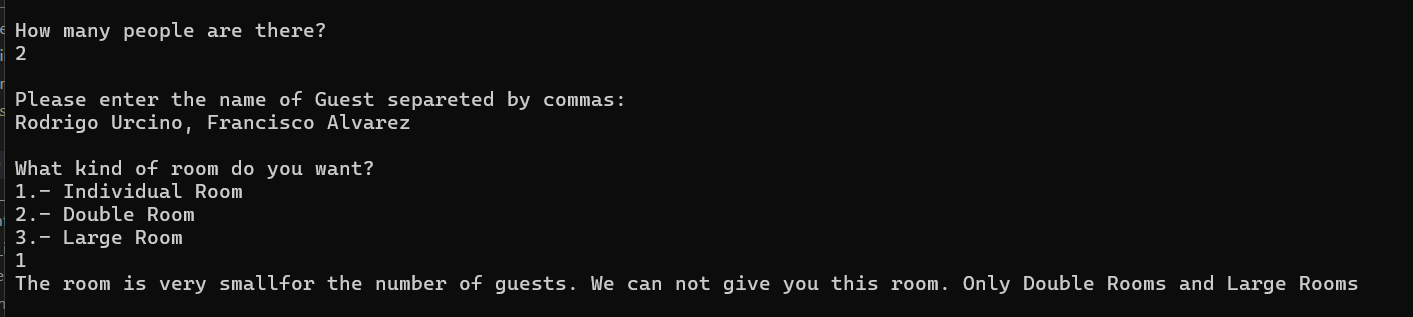 How many people are there?
2
Please enter the name of Guest separeted by commas:
Rodrigo Urcino, Francisco Alvarez
What kind of room do you want?
1.- Individual Room
2.- Double Room
3.- Large Room
1
The room is very smallfor the number of guests. We can not give you this room. Only Double Rooms and Large Rooms